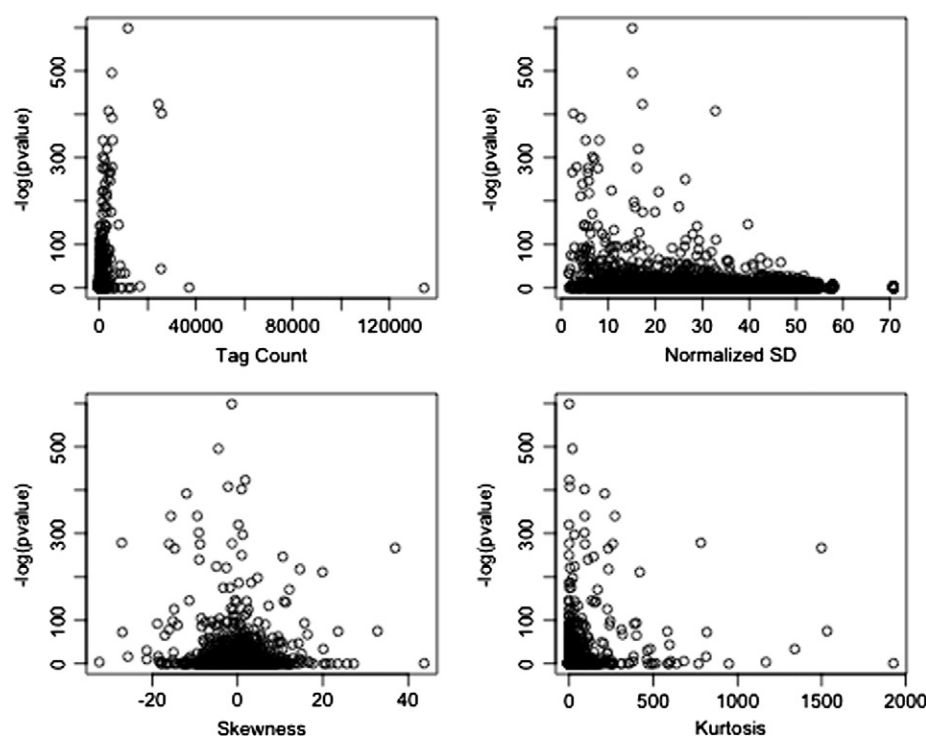 500
300
100
0
-log(pvalue)
0 40000 80000 120000
Tag Count
500
300
100
0
-log(pvalue)
0 10 20 30 40 50 60 70
Normalized SD
500
300
100
0
-log(pvalue)
-20 0 20 40
Skewness
500
300
100
0
-log(pvalue)
0 500 1000 1500 2000
Kurtosis